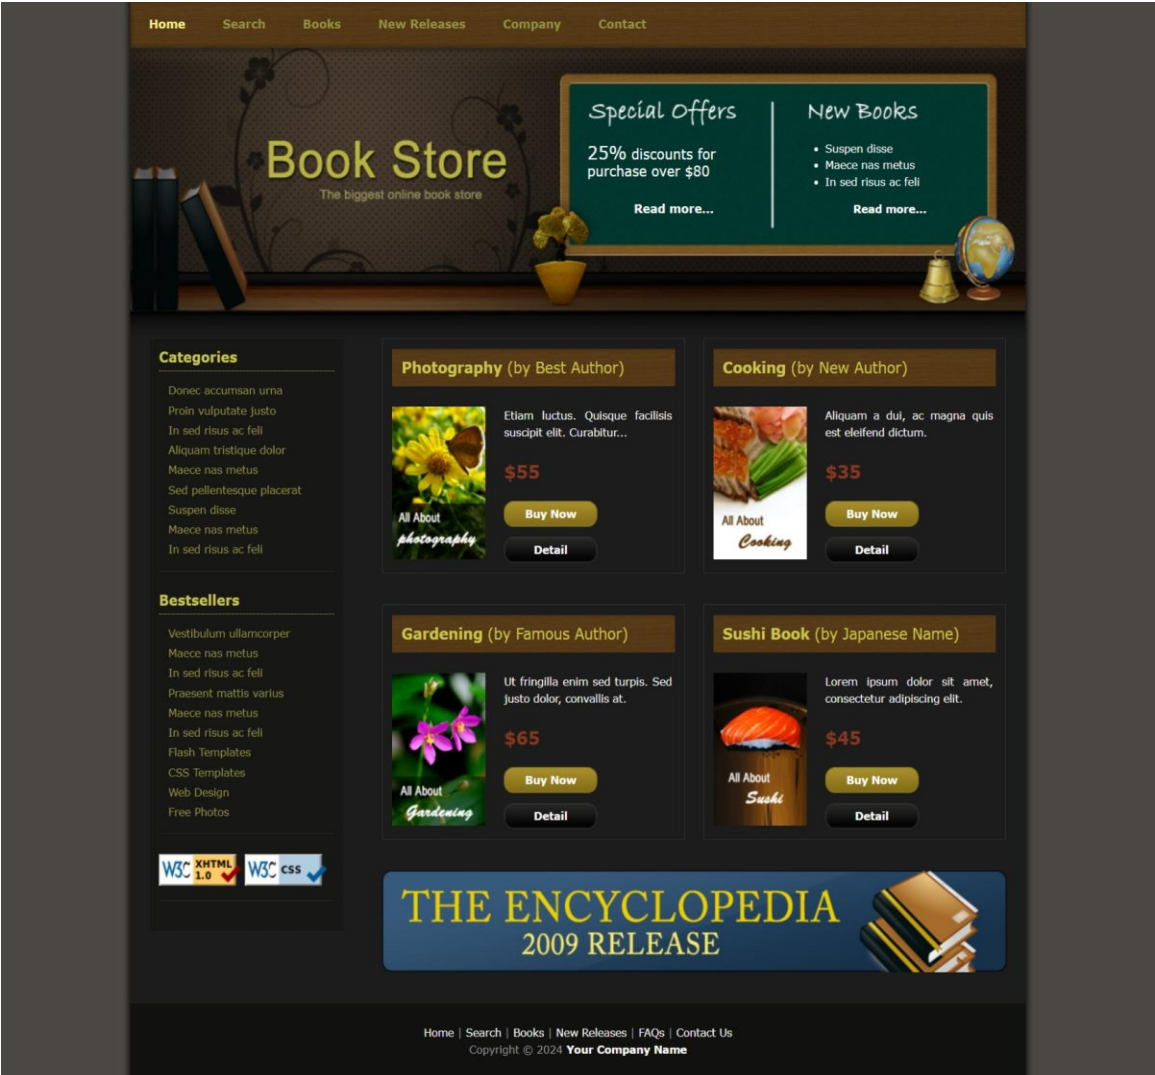 Home Search Books New Releases Company Contact
Book Store
The biggest online book store
Special Offers
25% discounts for
purchase over $80
Read more...
New Books
Suspen disse
Maece nas metus
In sed risus ac feli
Read more...
Categories
Donec accumsan urna
Proin vulputate justo
In sed risus ac feli
Aliquam tristique dolor
Maece nas metus
Sed pellentesque placerat
Suspen disse
Maece nas metus
In sed risus ac feli
Bestsellers
Vestibulum ullamcorper
Maece nas metus
In sed risus ac feli
Praesent mattis varius
Maece nas metus
In sed risus ac feli
Flash Templates
CSS Templates
Web Design
Free Photos
W3C XHTML 1.0
W3C CSS
Photography (by Best Author)
All About
photography
Etiam luctus. Quisque facilisis
suscipit elit. Curabitur...
$55
Buy Now
Detail
Cooking (by New Author)
All About
Cooking
Aliquam a dui, ac magna quis
est eleifend dictum.
$35
Buy Now
Detail
Gardening (by Famous Author)
All About
Gardening
Ut fringilla enim sed turpis. Sed
justo dolor, convallis at.
$65
Buy Now
Detail
Sushi Book (by Japanese Name)
All About
Sushi
Lorem ipsum dolor sit amet,
consectetur adipiscing elit.
$45
Buy Now
Detail
THE ENCYCLOPEDIA
2009 RELEASE
Home | Search | Books | New Releases | FAQs | Contact Us
Copyright © 2024 Your Company Name